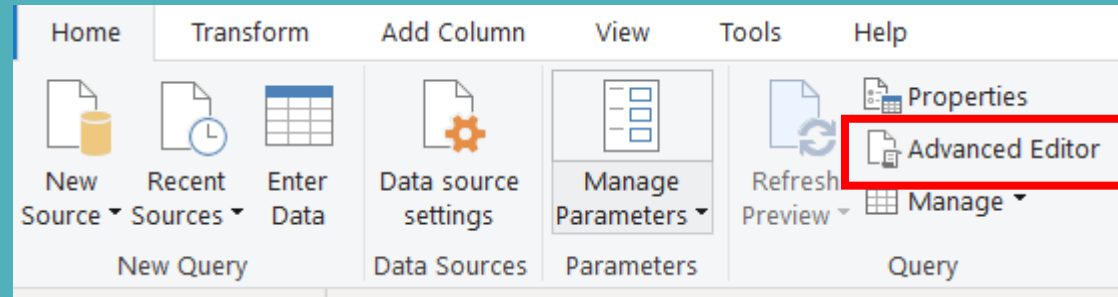 Home Transform Add Column View Tools Help
New Source
Recent Sources
Enter Data
Data source settings
Manage Parameters
Refresh Preview
Properties
Advanced Editor
Manage
New Query
Data Sources
Parameters
Query